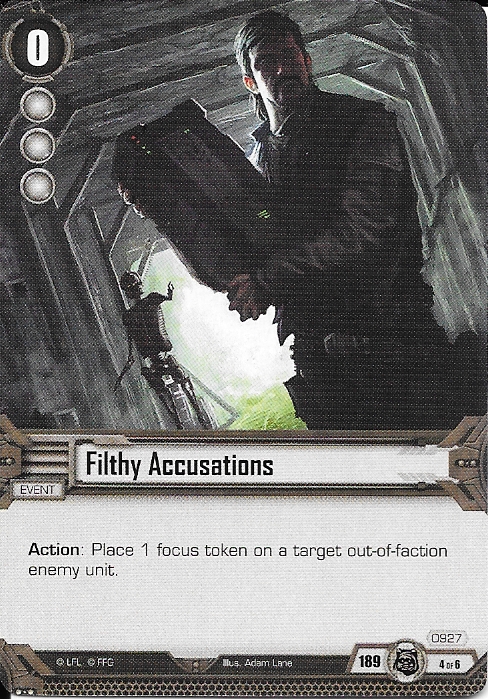 0
Filthy Accusations
EVENT
Action: Place 1 focus token on a target out-of-faction
enemy unit.
0927
© LFL © FFG Illus. Adam Lane 189 4 OF 6